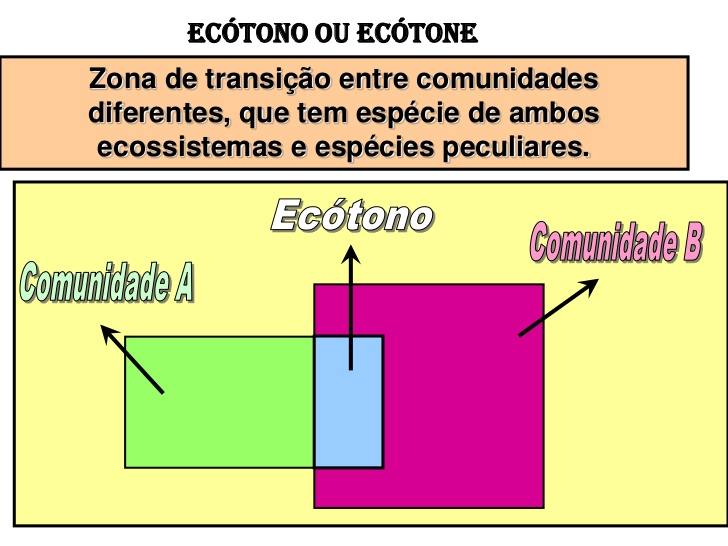 ECÓTONO OU ECÓTONE
Zona de transição entre comunidades
diferentes, que tem espécie de ambos
ecossistemas e espécies peculiares.
Ecótono
Comunidade B
Comunidade A